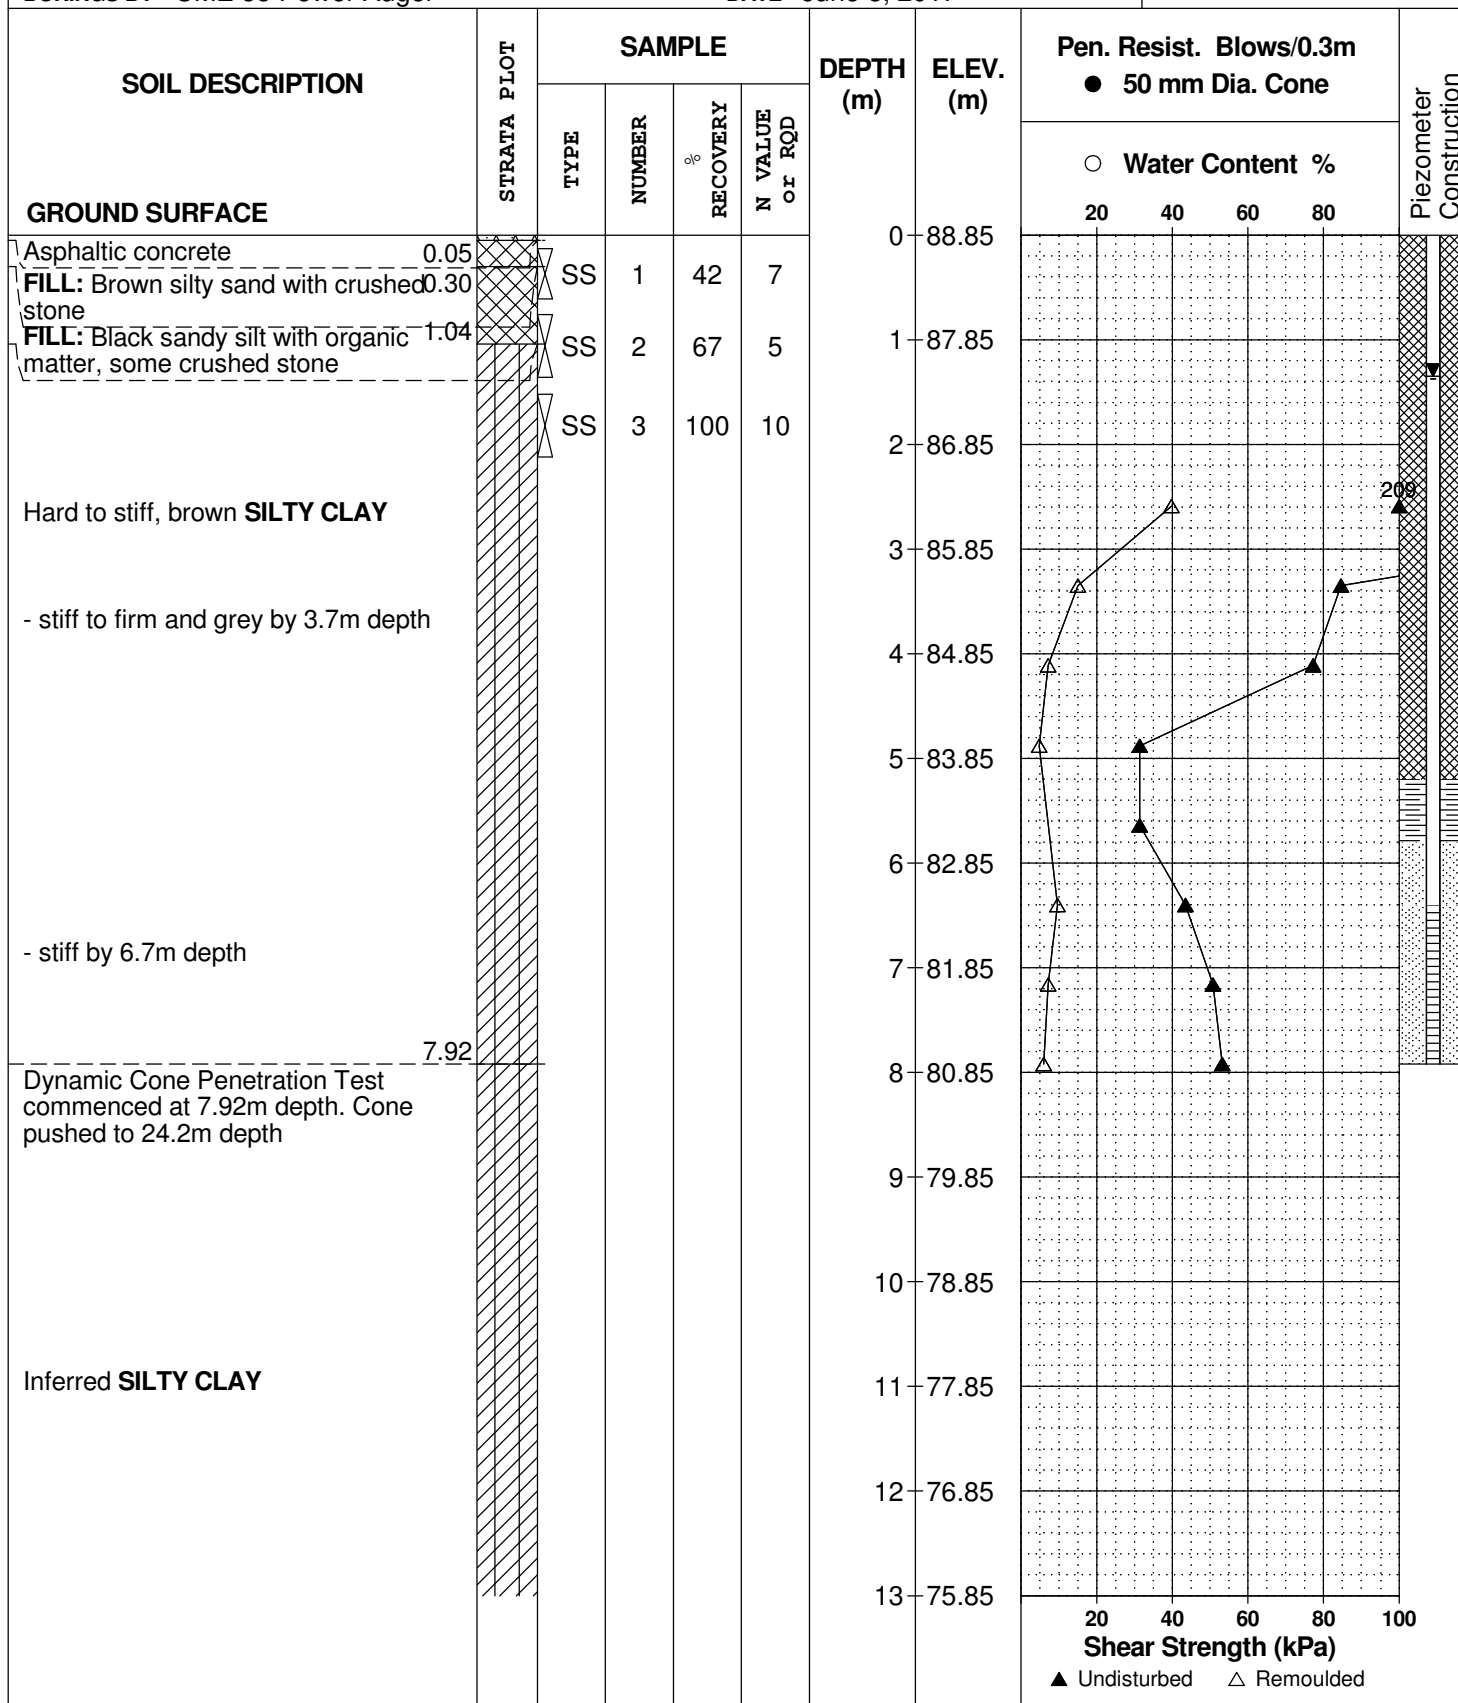 SOIL DESCRIPTION
GROUND SURFACE
STRATA PLOT
SAMPLE
TYPE
NUMBER
% RECOVERY
N VALUE or RQD
DEPTH (m)
ELEV. (m)
Pen. Resist. Blows/0.3m
● 50 mm Dia. Cone
○ Water Content %
20 40 60 80
Piezometer Construction
Asphaltic concrete 0.05
FILL: Brown silty sand with crushed 0.30
stone
FILL: Black sandy silt with organic 1.04
matter, some crushed stone
SS 1 42 7
SS 2 67 5
SS 3 100 10
Hard to stiff, brown SILTY CLAY
- stiff to firm and grey by 3.7m depth
- stiff by 6.7m depth
7.92
Dynamic Cone Penetration Test
commenced at 7.92m depth. Cone
pushed to 24.2m depth
Inferred SILTY CLAY
0 88.85
1 87.85
2 86.85
3 85.85
4 84.85
5 83.85
6 82.85
7 81.85
8 80.85
9 79.85
10 78.85
11 77.85
12 76.85
13 75.85
209
20 40 60 80 100
Shear Strength (kPa)
▲ Undisturbed △ Remoulded